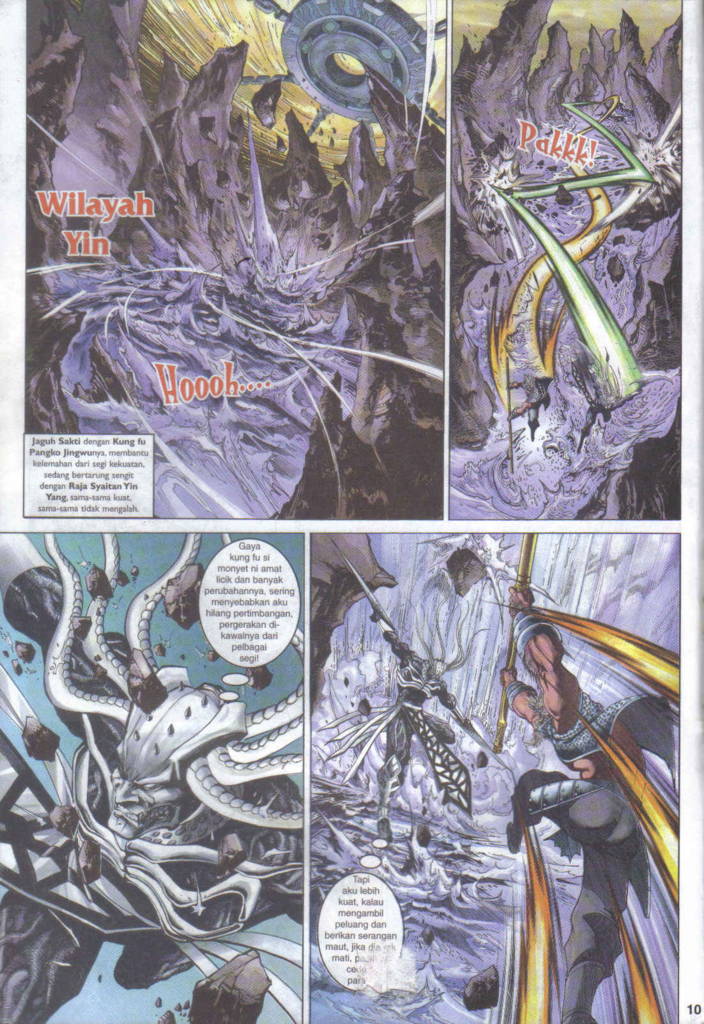 Wilayah
Yin
Pakkk!
Hoooh....
Jaguh Sakti dengan Kung fu
Pangko Jingwunya, membantu
kelemahan dari segi kekuatan,
sedang bertarung sengit
dengan Raja Syaitan Yin
Yang, sama-sama kuat,
sama-sama tidak mengalah.
Gaya
kung fu si
monyet ni amat
licik dan banyak
perubahannya, sering
menyebabkan aku
hilang pertimbangan,
pergerakan di-
kawalnya dari
pelbagai
segi!
Tapi
aku lebih
kuat, kalau
mengambil
peluang dan
berikan serangan
maut, jika dia
mati,
10